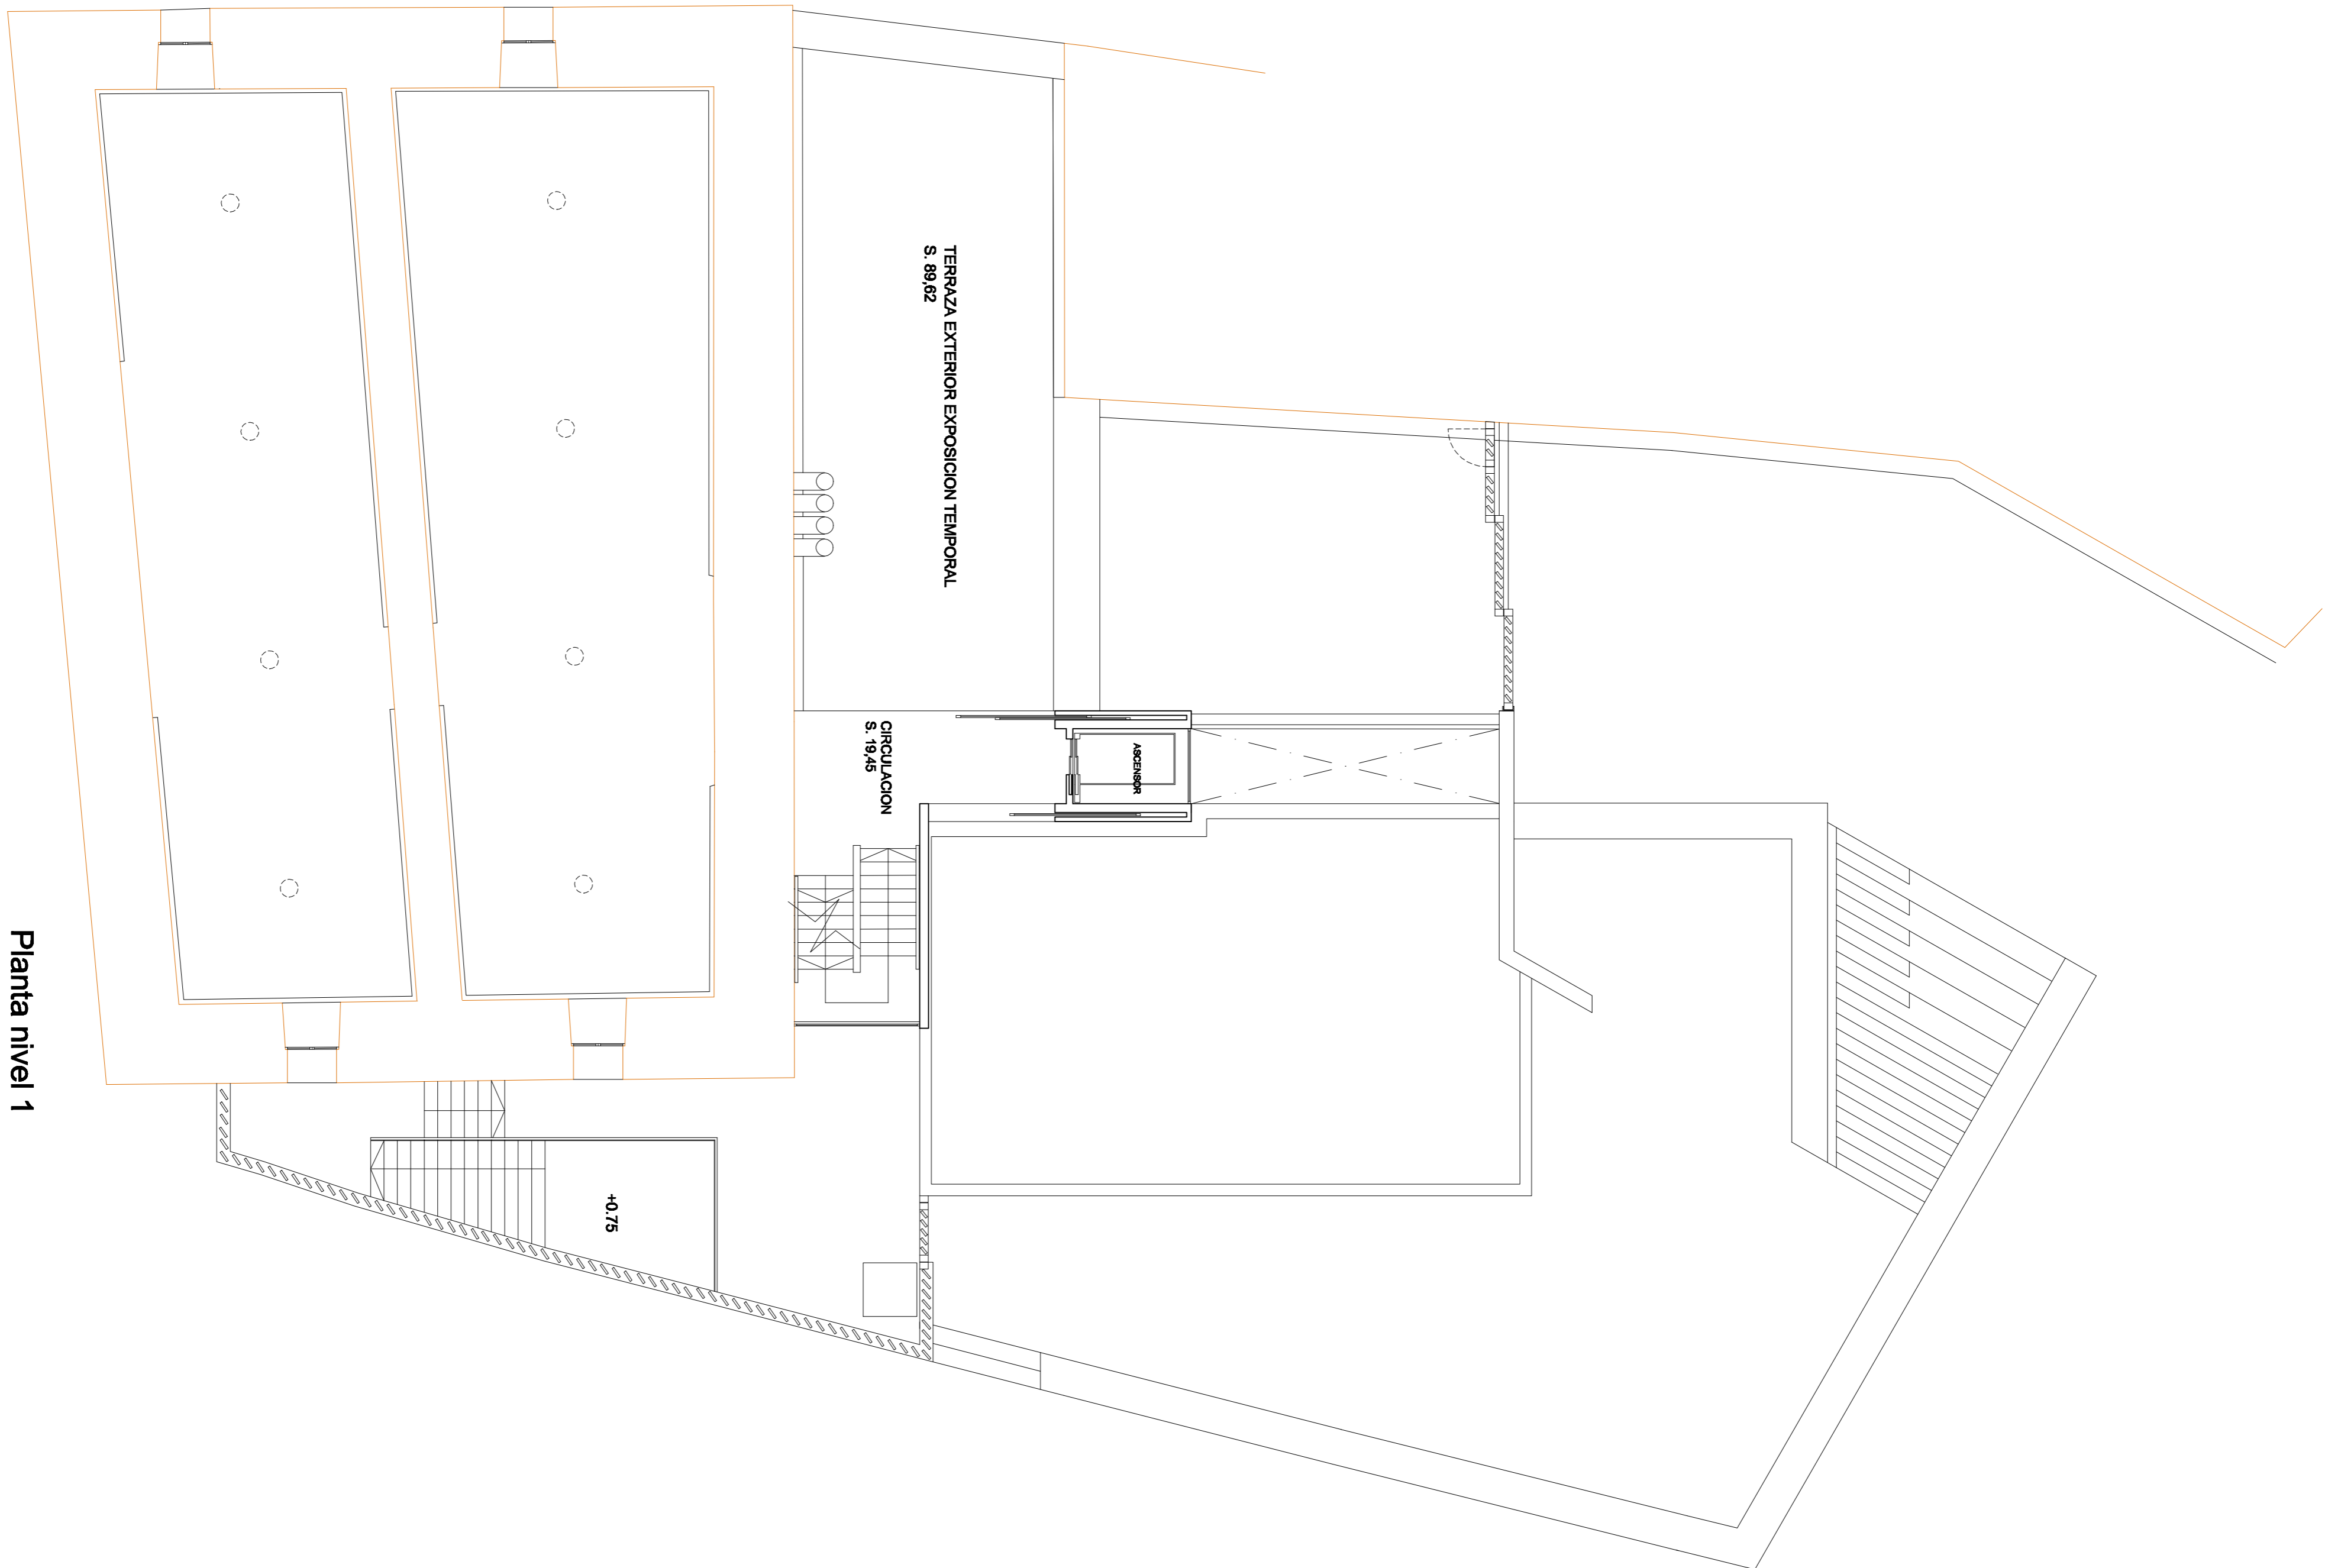 TERRAZA EXTERIOR EXPOSICION TEMPORAL
S. 89,62
ASCENSOR
CIRCULACION
S. 19,45
+0.75
Planta nivel 1